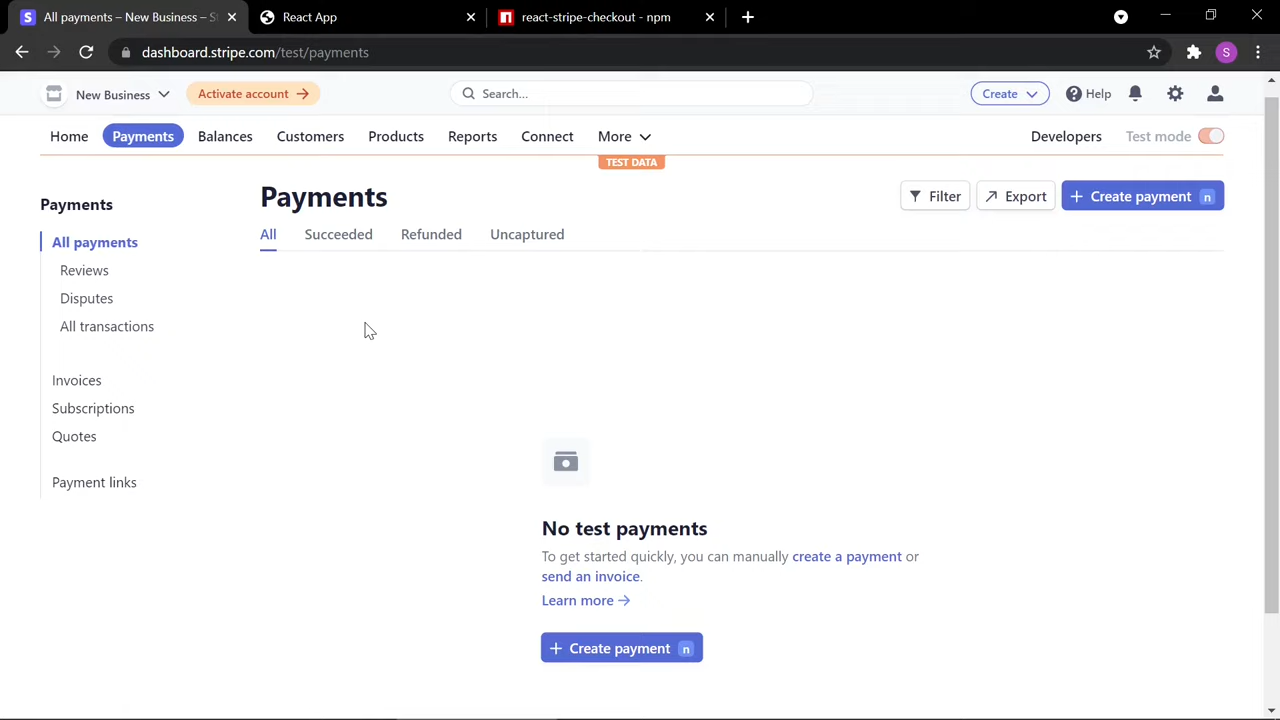 All payments – New Business – S
React App
react-stripe-checkout - npm
dashboard.stripe.com/test/payments
S
New Business
Activate account
Search...
Create
Help
Home
Payments
Balances
Customers
Products
Reports
Connect
More
Developers
Test mode
TEST DATA
Payments
All payments
Reviews
Disputes
All transactions
Invoices
Subscriptions
Quotes
Payment links
Payments
Filter
Export
Create payment n
All
Succeeded
Refunded
Uncaptured
No test payments
To get started quickly, you can manually create a payment or
send an invoice.
Learn more
Create payment n